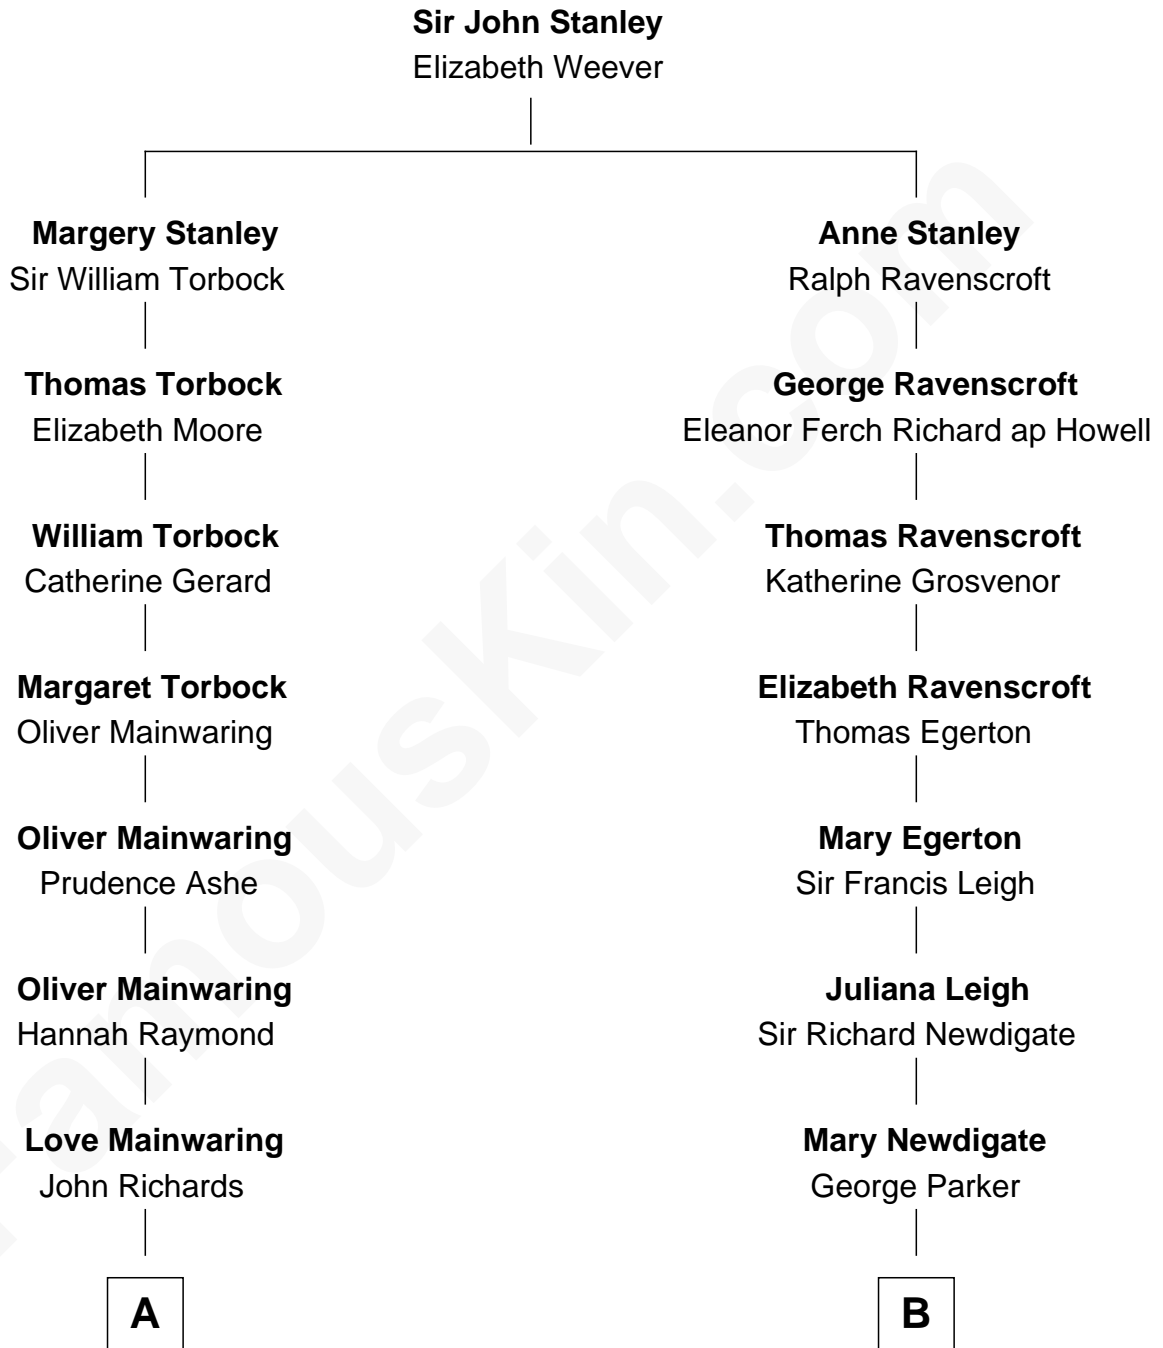 Sir John Stanley
Elizabeth Weever
Margery Stanley
Sir William Torbock
Thomas Torbock
Elizabeth Moore
William Torbock
Catherine Gerard
Margaret Torbock
Oliver Mainwaring
Oliver Mainwaring
Prudence Ashe
Oliver Mainwaring
Hannah Raymond
Love Mainwaring
John Richards
A
Anne Stanley
Ralph Ravenscroft
George Ravenscroft
Eleanor Ferch Richard ap Howell
Thomas Ravenscroft
Katherine Grosvenor
Elizabeth Ravenscroft
Thomas Egerton
Mary Egerton
Sir Francis Leigh
Juliana Leigh
Sir Richard Newdigate
Mary Newdigate
George Parker
B
FamousKin.com